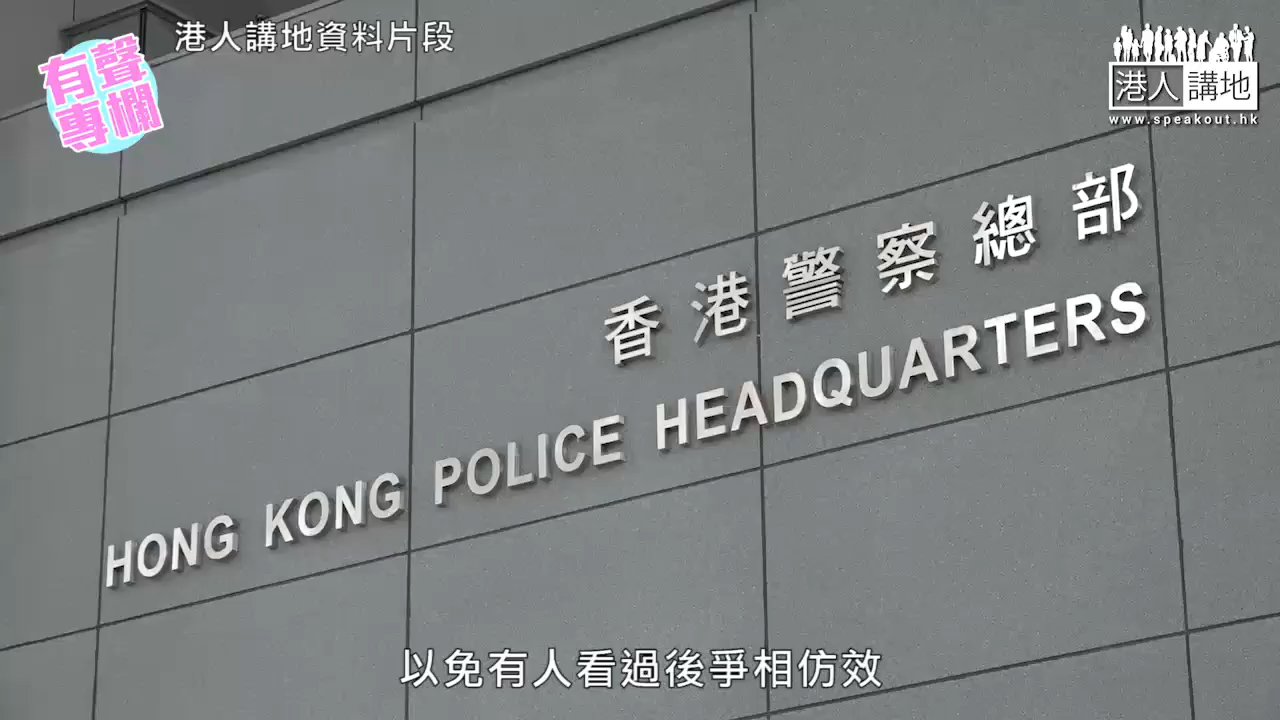 港人講地資料片段
有聲
專欄
港人講地
www.speakout.hk
香港警察總部
HONG KONG POLICE HEADQUARTERS
以免有人看過後爭相仿效